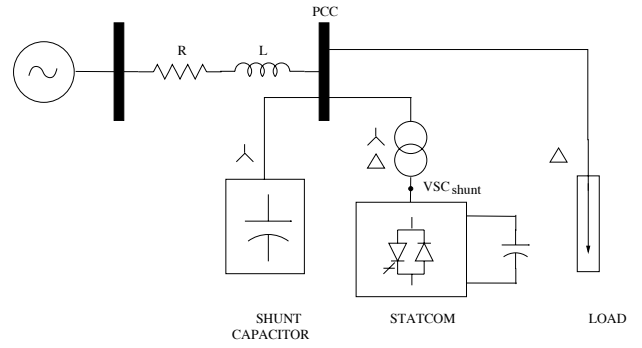 PCC
R
L
VSC shunt
SHUNT
CAPACITOR
STATCOM
LOAD